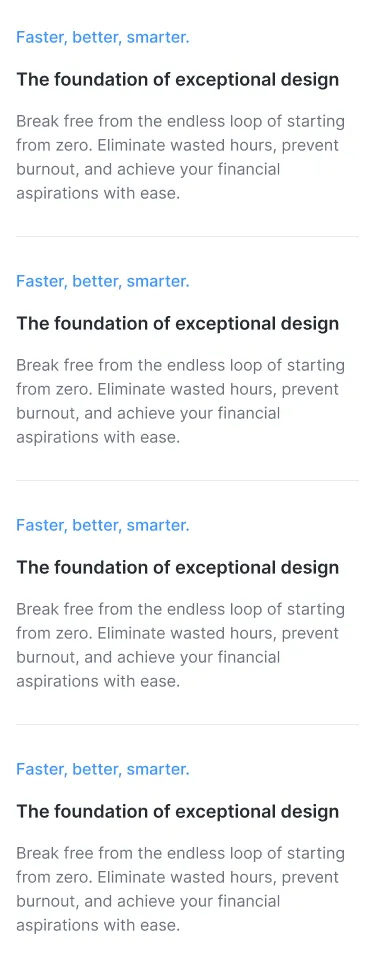 Faster, better, smarter.
The foundation of exceptional design
Break free from the endless loop of starting
from zero. Eliminate wasted hours, prevent
burnout, and achieve your financial
aspirations with ease.
Faster, better, smarter.
The foundation of exceptional design
Break free from the endless loop of starting
from zero. Eliminate wasted hours, prevent
burnout, and achieve your financial
aspirations with ease.
Faster, better, smarter.
The foundation of exceptional design
Break free from the endless loop of starting
from zero. Eliminate wasted hours, prevent
burnout, and achieve your financial
aspirations with ease.
Faster, better, smarter.
The foundation of exceptional design
Break free from the endless loop of starting
from zero. Eliminate wasted hours, prevent
burnout, and achieve your financial
aspirations with ease.